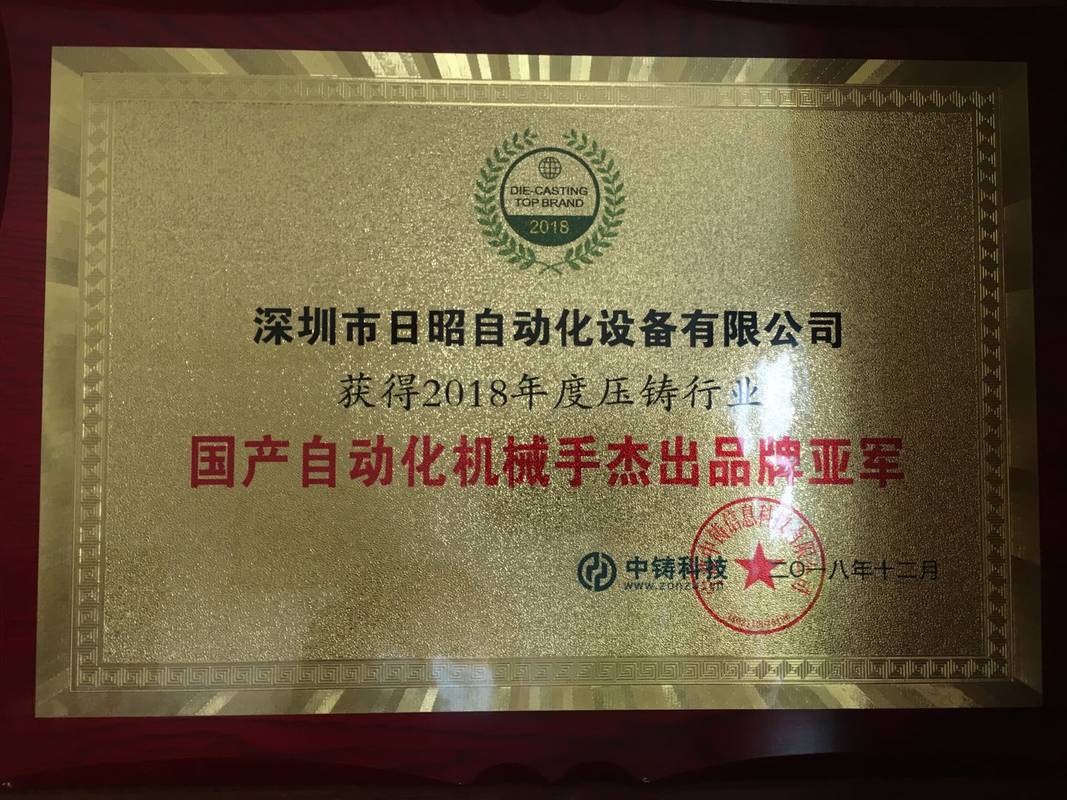 DIE-CASTING
TOP BRAND
2018
深圳市日昭自动化设备有限公司
获得2018年度压铸行业
国产自动化机械手杰出品牌亚军
中铸科技
二〇一八年十二月